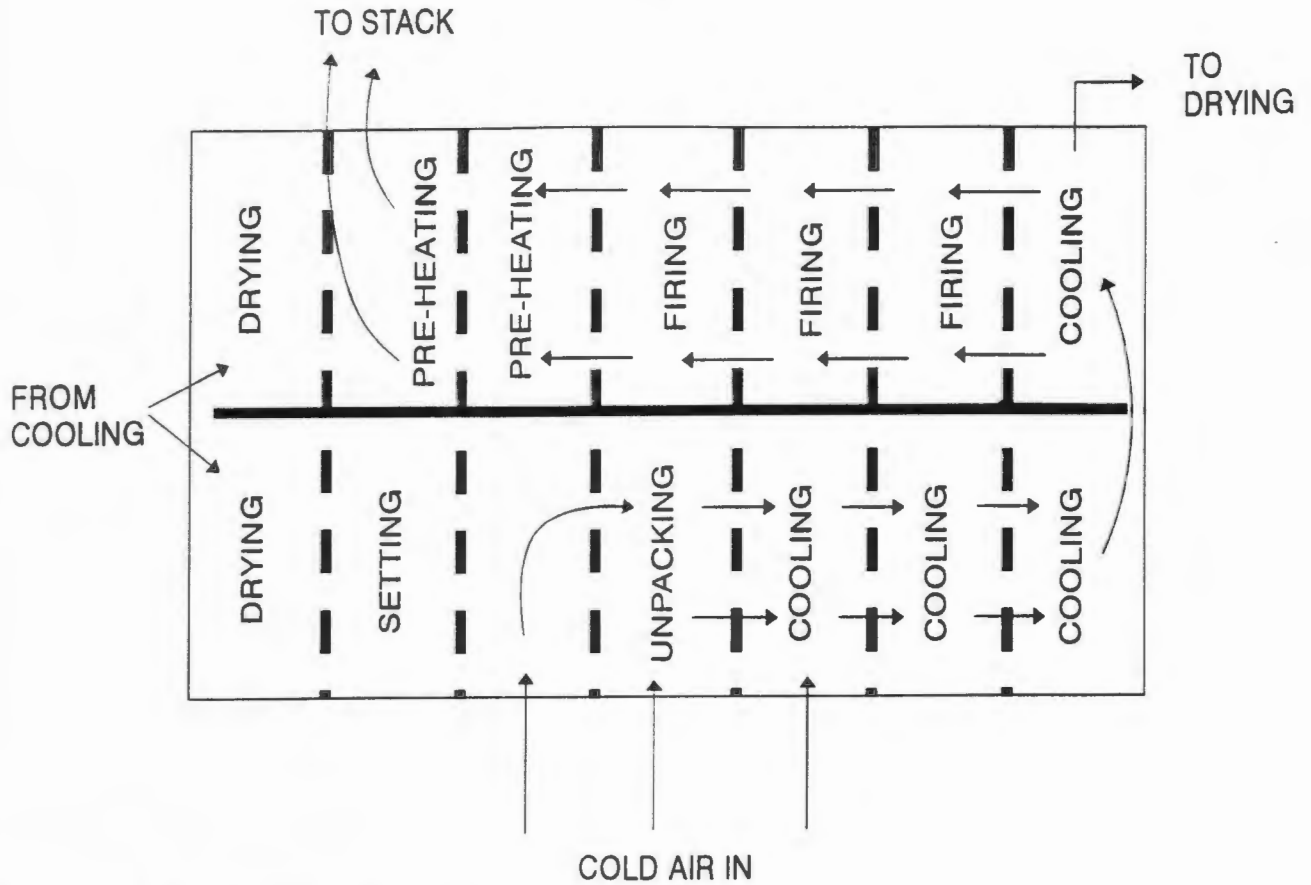 TO STACK
TO
DRYING
DRYING
PRE-HEATING
PRE-HEATING
FIRING
FIRING
FIRING
COOLING
FROM
COOLING
DRYING
SETTING
UNPACKING
COOLING
COOLING
COOLING
COLD AIR IN